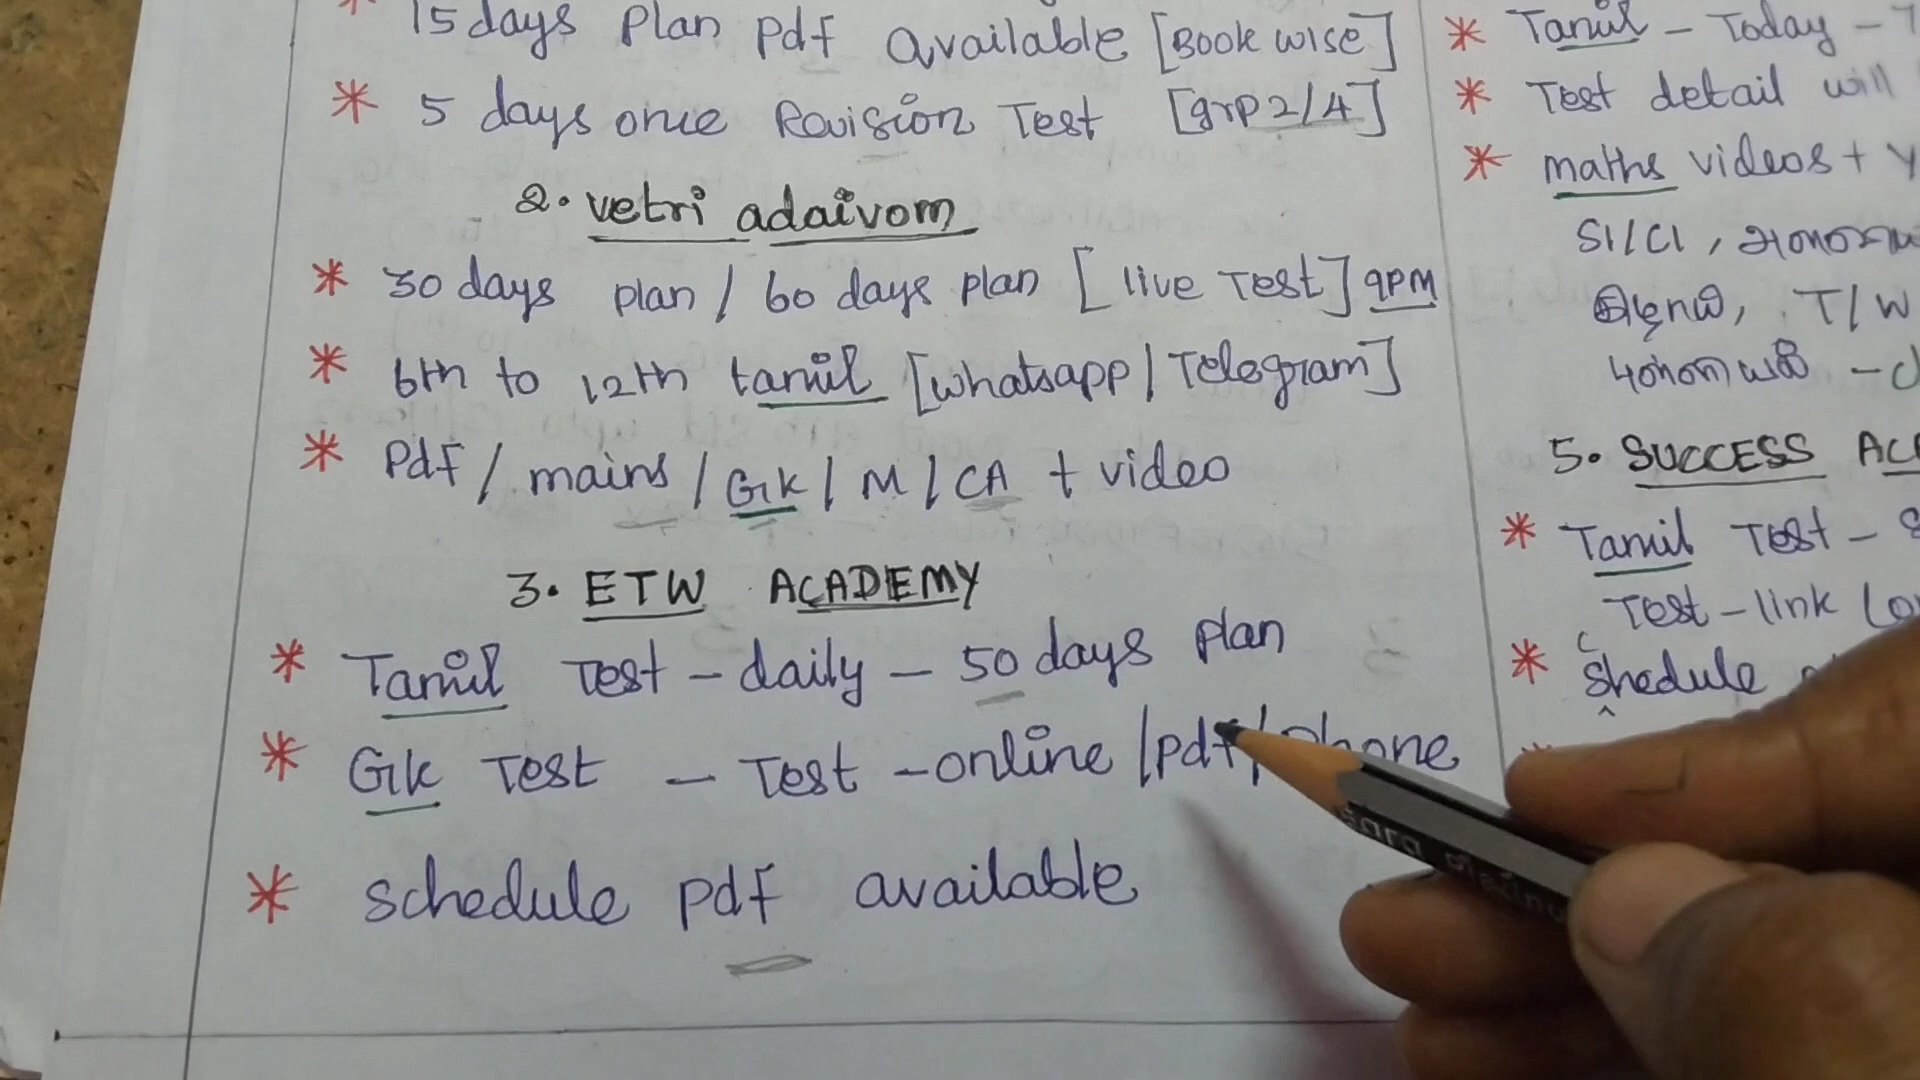 * 15 days Plan Pdf available [Book wise]
* 5 days once Revision Test [grp 2/4]
2. vetri adaivom
* 30 days plan / 60 days plan [live Test] 9PM
* 6th to 12th tamil [whatsapp / Telegram]
* Pdf / mains / GK / M / CA + video
3. ETW ACADEMY
* Tamil Test - daily - 50 days plan
* GK Test - Test - online / pdf / phone
* schedule pdf available
* Tamil - Today -
* Test detail will
* maths videos +
SI/CI,
T/W
5. SUCCESS
* Tamil Test -
Test - link
* Shedule
c
^